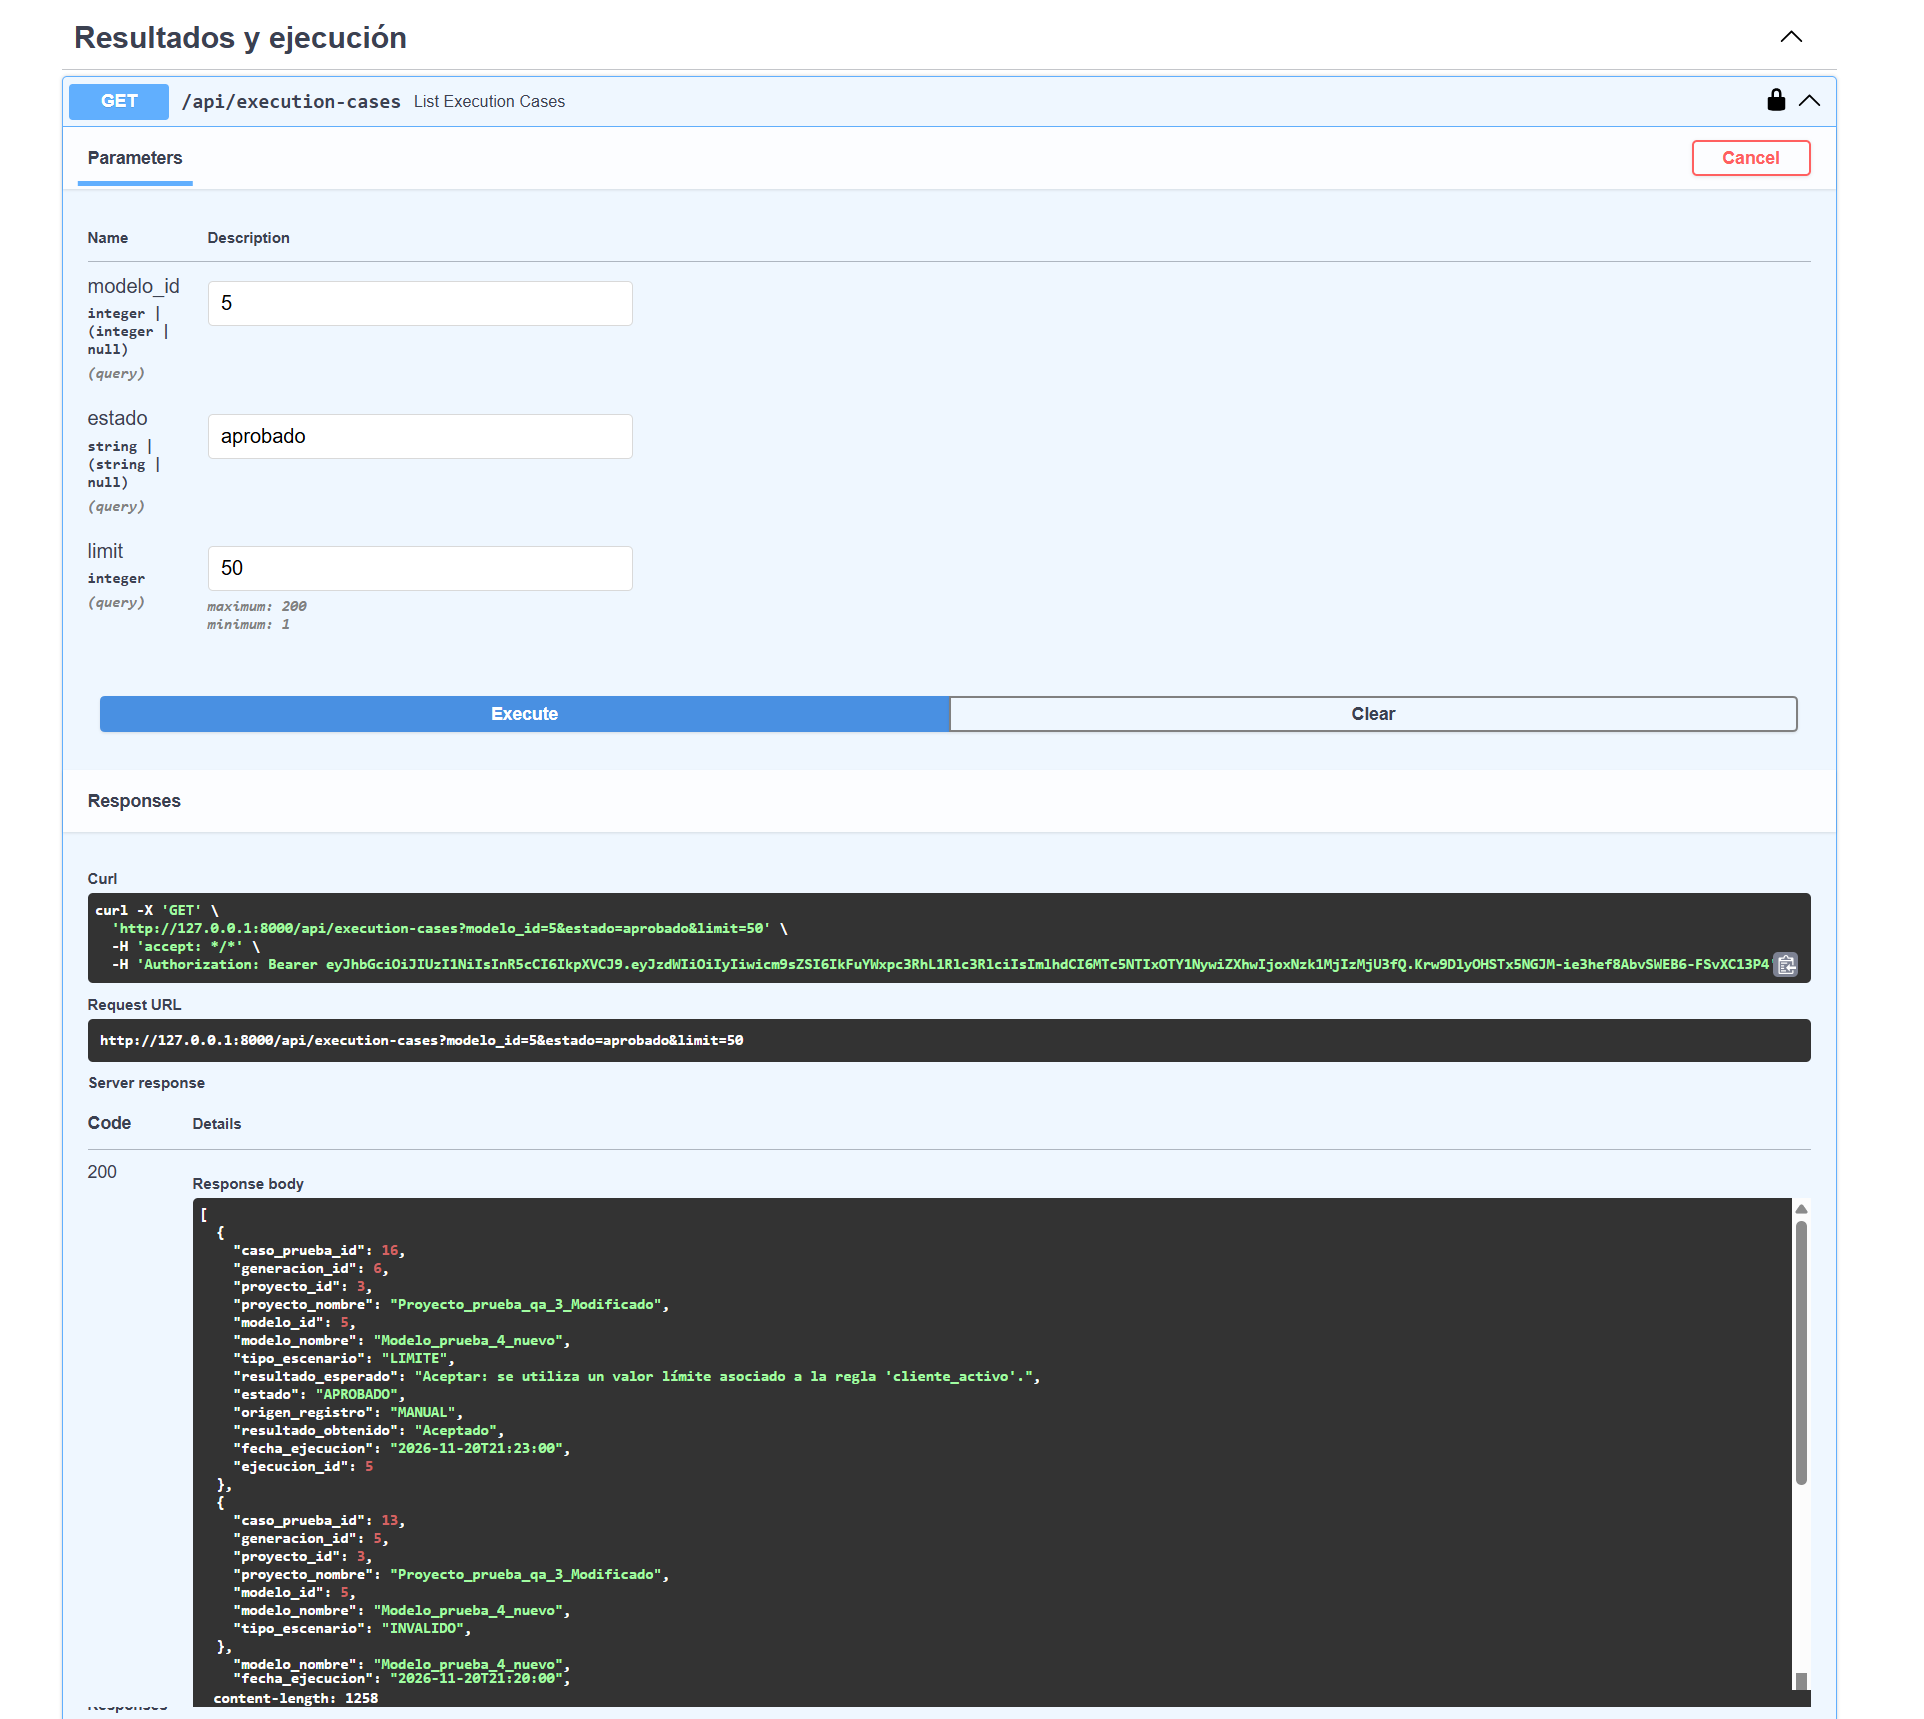 Resultados y ejecución
GET /api/execution-cases List Execution Cases
Parameters
Cancel
Name Description
modelo_id
integer |
(integer |
null)
(query)
5
estado
string |
(string |
null)
(query)
aprobado
limit
integer
(query)
50
maximum: 200
minimum: 1
Execute
Clear
Responses
Curl
curl -X 'GET' \
'http://127.0.0.1:8000/api/execution-cases?modelo_id=5&estado=aprobado&limit=50' \
-H 'accept: */*' \
-H 'Authorization: Bearer eyJhbGciOiJIUzI1NiIsInR5cCI6IkpXVCJ9.eyJzdWIiOiIyIiwicm9sZSI6IkFuYWxpc3RhL1Rlc3RlciIsImlhdCI6MTc5NTIxOTY1NywiZXhwIjoxNzk1MjIzMjU3fQ.Krw9DlyOHSTx5NGJM-ie3hef8AbvSWEB6-FSvXC13P4'
Request URL
http://127.0.0.1:8000/api/execution-cases?modelo_id=5&estado=aprobado&limit=50
Server response
Code Details
200
Response body
[
{
"caso_prueba_id": 16,
"generacion_id": 6,
"proyecto_id": 3,
"proyecto_nombre": "Proyecto_prueba_qa_3_Modificado",
"modelo_id": 5,
"modelo_nombre": "Modelo_prueba_4_nuevo",
"tipo_escenario": "LIMITE",
"resultado_esperado": "Aceptar: se utiliza un valor límite asociado a la regla 'cliente_activo'.",
"estado": "APROBADO",
"origen_registro": "MANUAL",
"resultado_obtenido": "Aceptado",
"fecha_ejecucion": "2026-11-20T21:23:00",
"ejecucion_id": 5
},
{
"caso_prueba_id": 13,
"generacion_id": 5,
"proyecto_id": 3,
"proyecto_nombre": "Proyecto_prueba_qa_3_Modificado",
"modelo_id": 5,
"modelo_nombre": "Modelo_prueba_4_nuevo",
"tipo_escenario": "INVALIDO",
},
"modelo_nombre": "Modelo_prueba_4_nuevo",
"fecha_ejecucion": "2026-11-20T21:20:00",
content-length: 1258
Responses